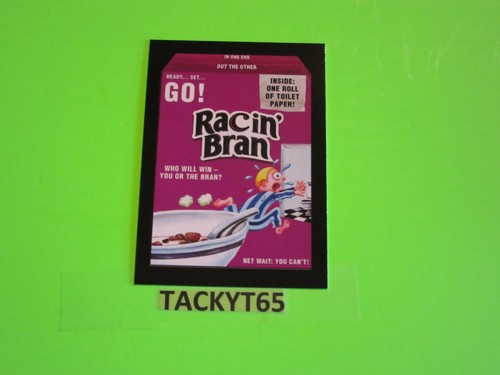 IN ONE END
OUT THE OTHER
READY... SET...
GO!
INSIDE:
ONE ROLL
OF TOILET
PAPER!
Racin'
Bran
WHO WILL WIN –
YOU OR THE BRAN?
NET WAIT: YOU CAN'T!
TACKYT65